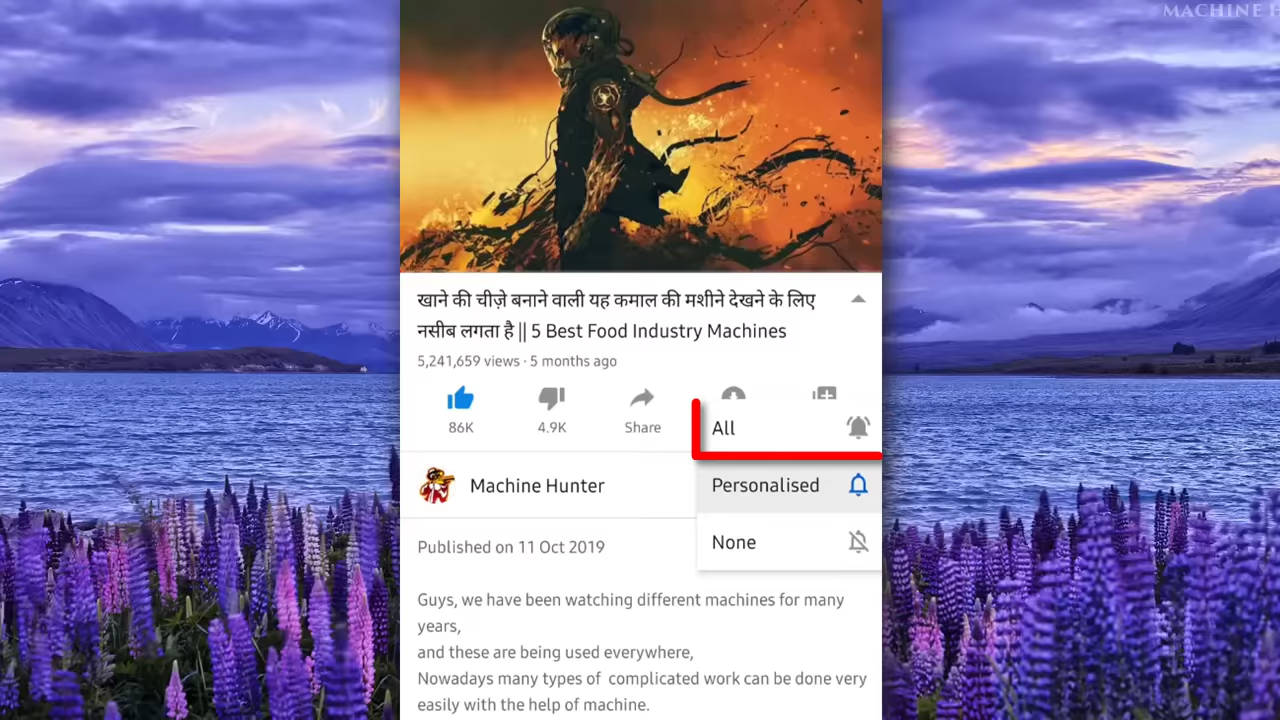 MACHINE
खाने की चीज़े बनाने वाली यह कमाल की मशीने देखने के लिए
नसीब लगता है || 5 Best Food Industry Machines
5,241,659 views · 5 months ago
86K
4.9K
Share
All
Machine Hunter
Personalised
None
Published on 11 Oct 2019
Guys, we have been watching different machines for many
years,
and these are being used everywhere,
Nowadays many types of complicated work can be done very
easily with the help of machine.